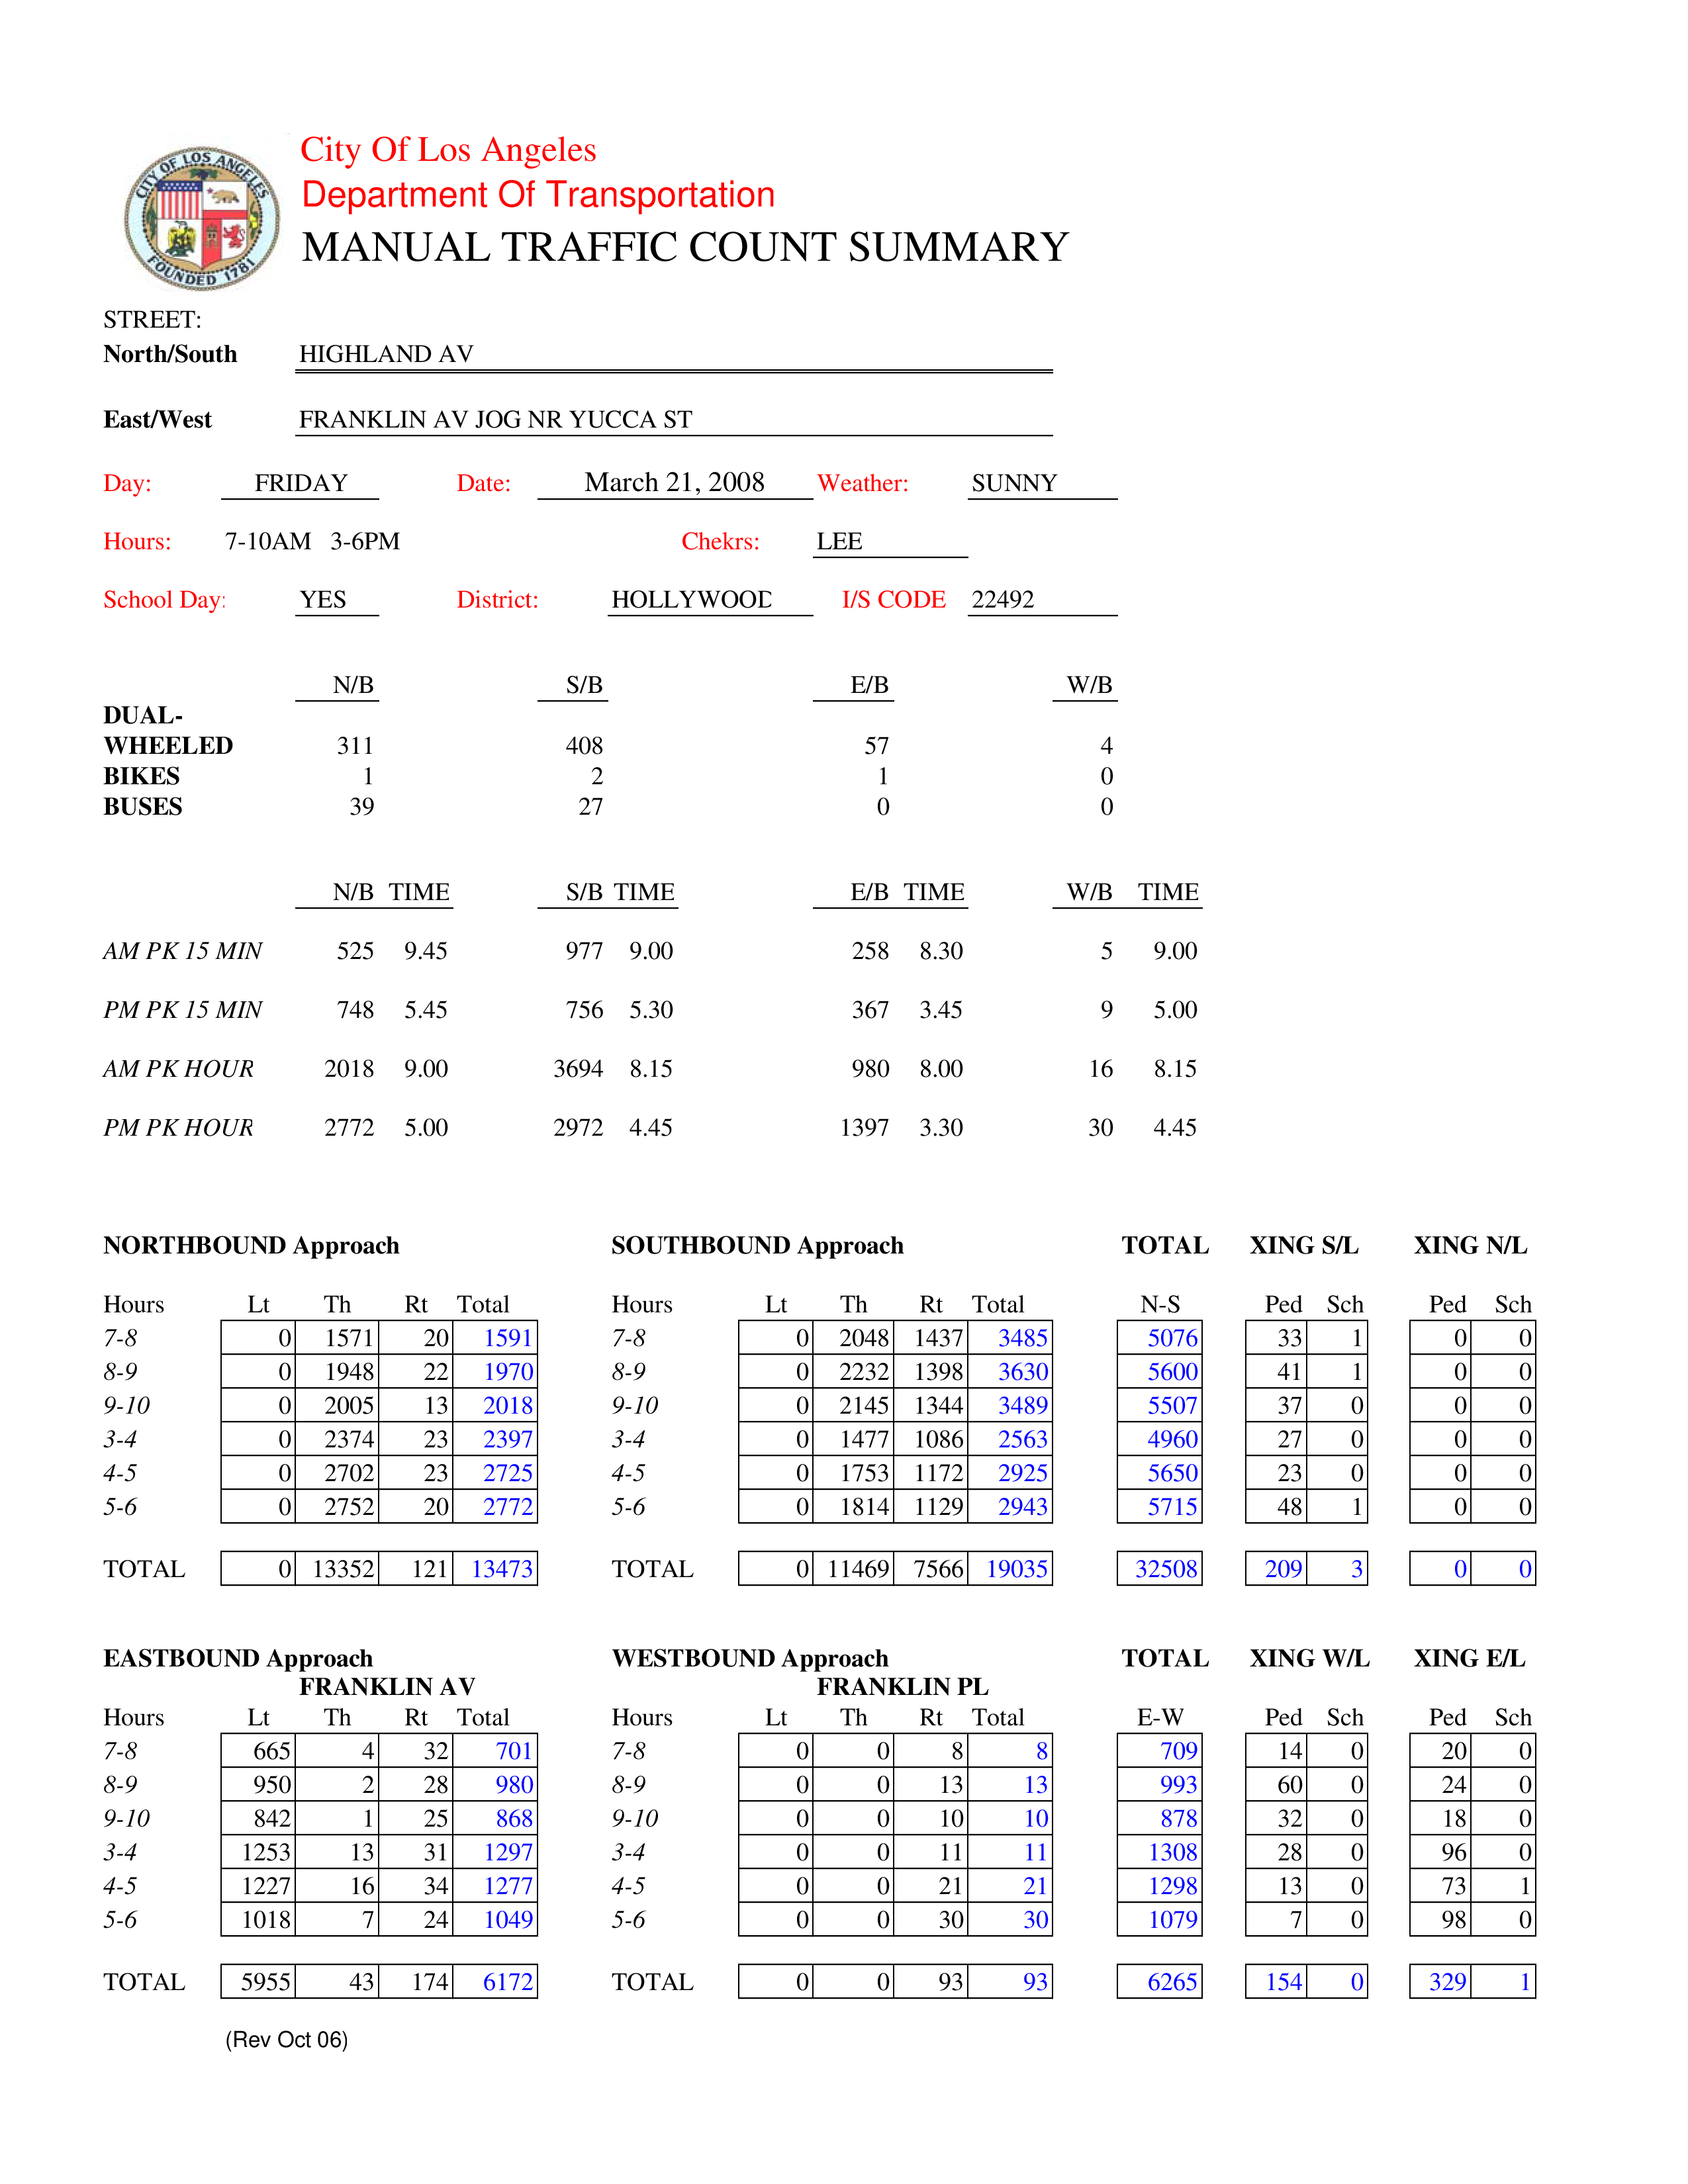 CITY OF LOS ANGELES
FOUNDED 1781
City Of Los Angeles
Department Of Transportation
MANUAL TRAFFIC COUNT SUMMARY
STREET:
North/South HIGHLAND AV
East/West FRANKLIN AV JOG NR YUCCA ST
Day: FRIDAY Date: March 21, 2008 Weather: SUNNY
Hours: 7-10AM 3-6PM Chekrs: LEE
School Day: YES District: HOLLYWOOD I/S CODE 22492
N/B S/B E/B W/B
DUAL-
WHEELED 311 408 57 4
BIKES 1 2 1 0
BUSES 39 27 0 0
N/B TIME S/B TIME E/B TIME W/B TIME
AM PK 15 MIN 525 9.45 977 9.00 258 8.30 5 9.00
PM PK 15 MIN 748 5.45 756 5.30 367 3.45 9 5.00
AM PK HOUR 2018 9.00 3694 8.15 980 8.00 16 8.15
PM PK HOUR 2772 5.00 2972 4.45 1397 3.30 30 4.45
NORTHBOUND Approach SOUTHBOUND Approach TOTAL XING S/L XING N/L
Hours Lt Th Rt Total Hours Lt Th Rt Total N-S Ped Sch Ped Sch
7-8 0 1571 20 1591 7-8 0 2048 1437 3485 5076 33 1 0 0
8-9 0 1948 22 1970 8-9 0 2232 1398 3630 5600 41 1 0 0
9-10 0 2005 13 2018 9-10 0 2145 1344 3489 5507 37 0 0 0
3-4 0 2374 23 2397 3-4 0 1477 1086 2563 4960 27 0 0 0
4-5 0 2702 23 2725 4-5 0 1753 1172 2925 5650 23 0 0 0
5-6 0 2752 20 2772 5-6 0 1814 1129 2943 5715 48 1 0 0
TOTAL 0 13352 121 13473 TOTAL 0 11469 7566 19035 32508 209 3 0 0
EASTBOUND Approach WESTBOUND Approach TOTAL XING W/L XING E/L
FRANKLIN AV FRANKLIN PL
Hours Lt Th Rt Total Hours Lt Th Rt Total E-W Ped Sch Ped Sch
7-8 665 4 32 701 7-8 0 0 8 8 709 14 0 20 0
8-9 950 2 28 980 8-9 0 0 13 13 993 60 0 24 0
9-10 842 1 25 868 9-10 0 0 10 10 878 32 0 18 0
3-4 1253 13 31 1297 3-4 0 0 11 11 1308 28 0 96 0
4-5 1227 16 34 1277 4-5 0 0 21 21 1298 13 0 73 1
5-6 1018 7 24 1049 5-6 0 0 30 30 1079 7 0 98 0
TOTAL 5955 43 174 6172 TOTAL 0 0 93 93 6265 154 0 329 1
(Rev Oct 06)